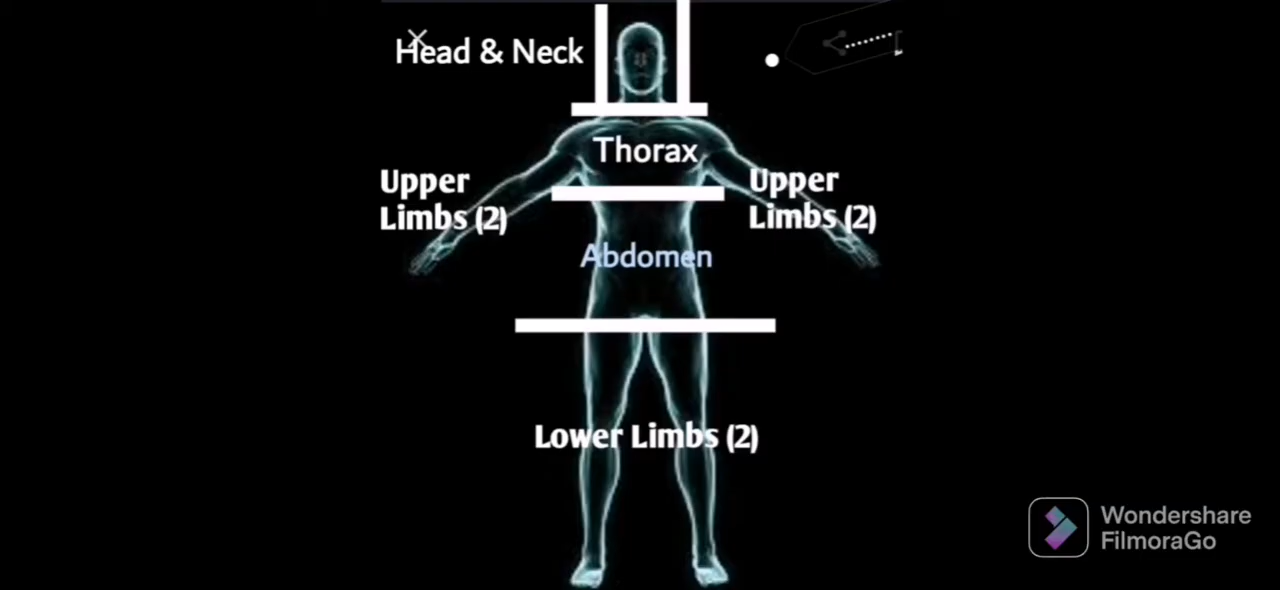 Head & Neck
Thorax
Upper
Limbs (2)
Upper
Limbs (2)
Abdomen
Lower Limbs (2)
Wondershare
FilmoraGo